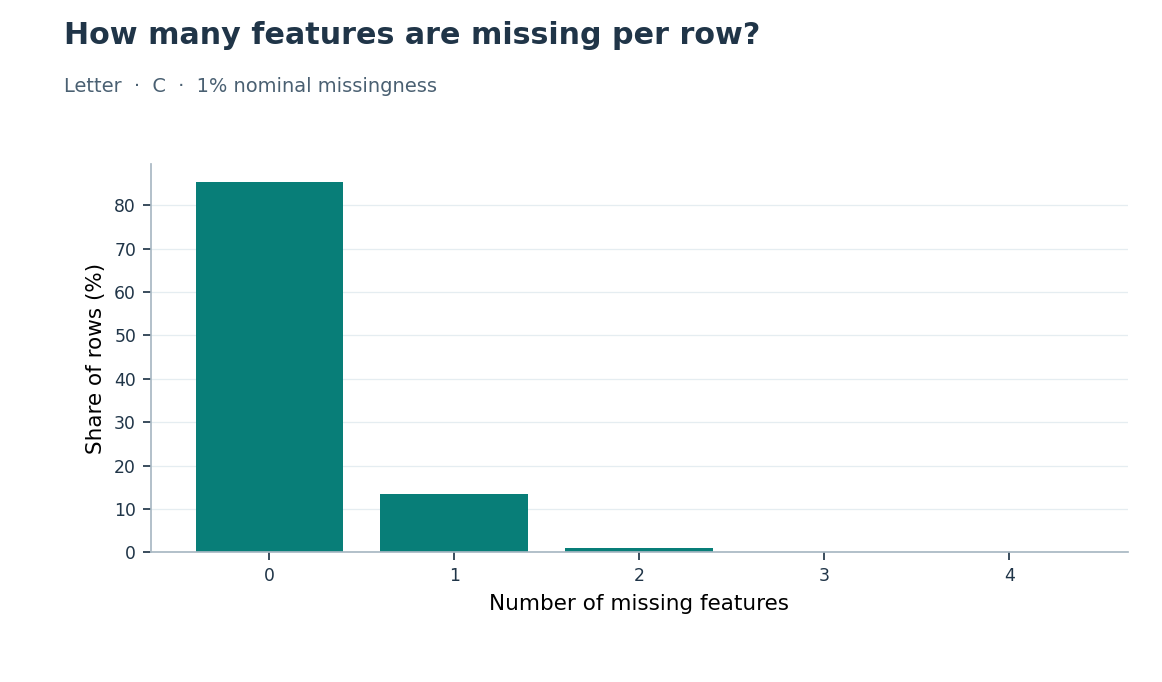 How many features are missing per row?
Letter · C · 1% nominal missingness
Share of rows (%)
80
70
60
50
40
30
20
10
0
0 1 2 3 4
Number of missing features